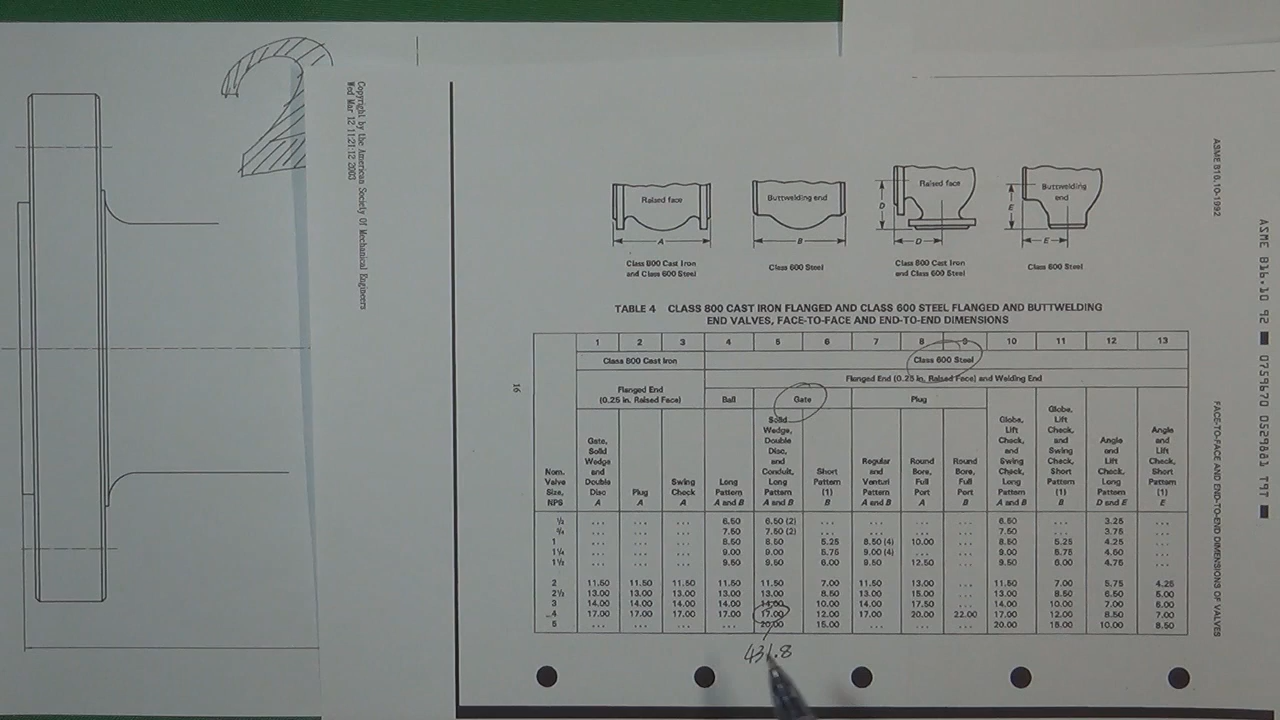 2
Copyright by the American Society Of Mechanical Engineers
Wed Mar 12 11:21:12 2003
ASME B16.10-1992
ASME B16.10 92 ■ 0759670 0529881 T9T ■
16
FACE-TO-FACE AND END-TO-END DIMENSIONS OF VALVES
Raised face
A
Class 800 Cast Iron
and Class 600 Steel
Buttwelding end
B
Class 600 Steel
Raised face
D
D
Class 800 Cast Iron
and Class 600 Steel
Buttwelding
end
E
E
Class 600 Steel
TABLE 4 CLASS 800 CAST IRON FLANGED AND CLASS 600 STEEL FLANGED AND BUTTWELDING
END VALVES, FACE-TO-FACE AND END-TO-END DIMENSIONS
1 2 3 4 5 6 7 8 9 10 11 12 13
Class 800 Cast Iron Class 600 Steel
Flanged End
(0.25 in. Raised Face)
Flanged End (0.25 in. Raised Face) and Welding End
Ball Gate Plug
Nom.
Valve
Size,
NPS
Gate,
Solid
Wedge
and
Double
Disc
A
Plug
A
Swing
Check
A
Long
Pattern
A and B
Solid
Wedge,
Double
Disc,
and
Conduit,
Long
Pattern
A and B
Short
Pattern
(1)
B
Regular
and
Venturi
Pattern
A and B
Round
Bore,
Full
Port
A
Round
Bore,
Full
Port
B
Globe,
Lift
Check,
and
Swing
Check,
Long
Pattern
A and B
Globe,
Lift
Check,
and
Swing
Check,
Short
Pattern
(1)
B
Angle
and
Lift
Check,
Long
Pattern
D and E
Angle
and
Lift
Check,
Short
Pattern
(1)
E
½ ... ... ... 6.50 6.50 (2) ... ... ... ... 6.50 ... 3.25 ...
¾ ... ... ... 7.50 7.50 (2) ... ... ... ... 7.50 ... 3.75 ...
1 ... ... ... 8.50 8.50 5.25 8.50 (4) 10.00 ... 8.50 5.25 4.25 ...
1¼ ... ... ... 9.00 9.00 5.75 9.00 (4) ... ... 9.00 5.75 4.50 ...
1½ ... ... ... 9.50 9.50 6.00 9.50 12.50 ... 9.50 6.00 4.75 ...
2 11.50 11.50 11.50 11.50 11.50 7.00 11.50 13.00 ... 11.50 7.00 5.75 4.25
2½ 13.00 13.00 13.00 13.00 13.00 8.50 13.00 15.00 ... 13.00 8.50 6.50 5.00
3 14.00 14.00 14.00 14.00 14.00 10.00 14.00 17.50 ... 14.00 10.00 7.00 6.00
4 17.00 17.00 17.00 17.00 17.00 12.00 17.00 20.00 22.00 17.00 12.00 8.50 7.00
5 ... ... ... ... 20.00 15.00 ... ... ... 20.00 15.00 10.00 8.50
431.8